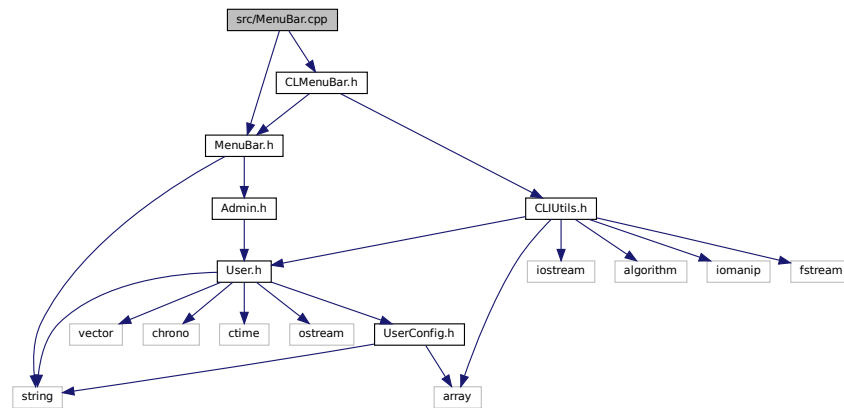 src/MenuBar.cpp
CLMenuBar.h
MenuBar.h
Admin.h
CLIUtils.h
User.h
iostream
algorithm
iomanip
fstream
vector
chrono
ctime
ostream
UserConfig.h
string
array